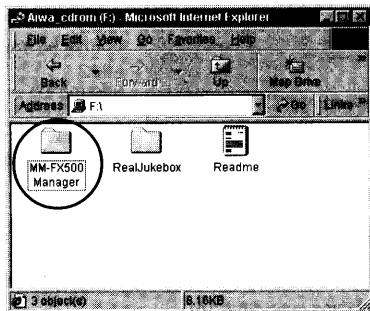 Aiwa_cdrom (F:) - Microsoft Internet Explorer
File Edit View Go Favorites Help
Back Forward Up Map Drive
Address F:\ Go Links
MM-FX500 Manager RealJukebox Readme
3 object(s) 8.16KB